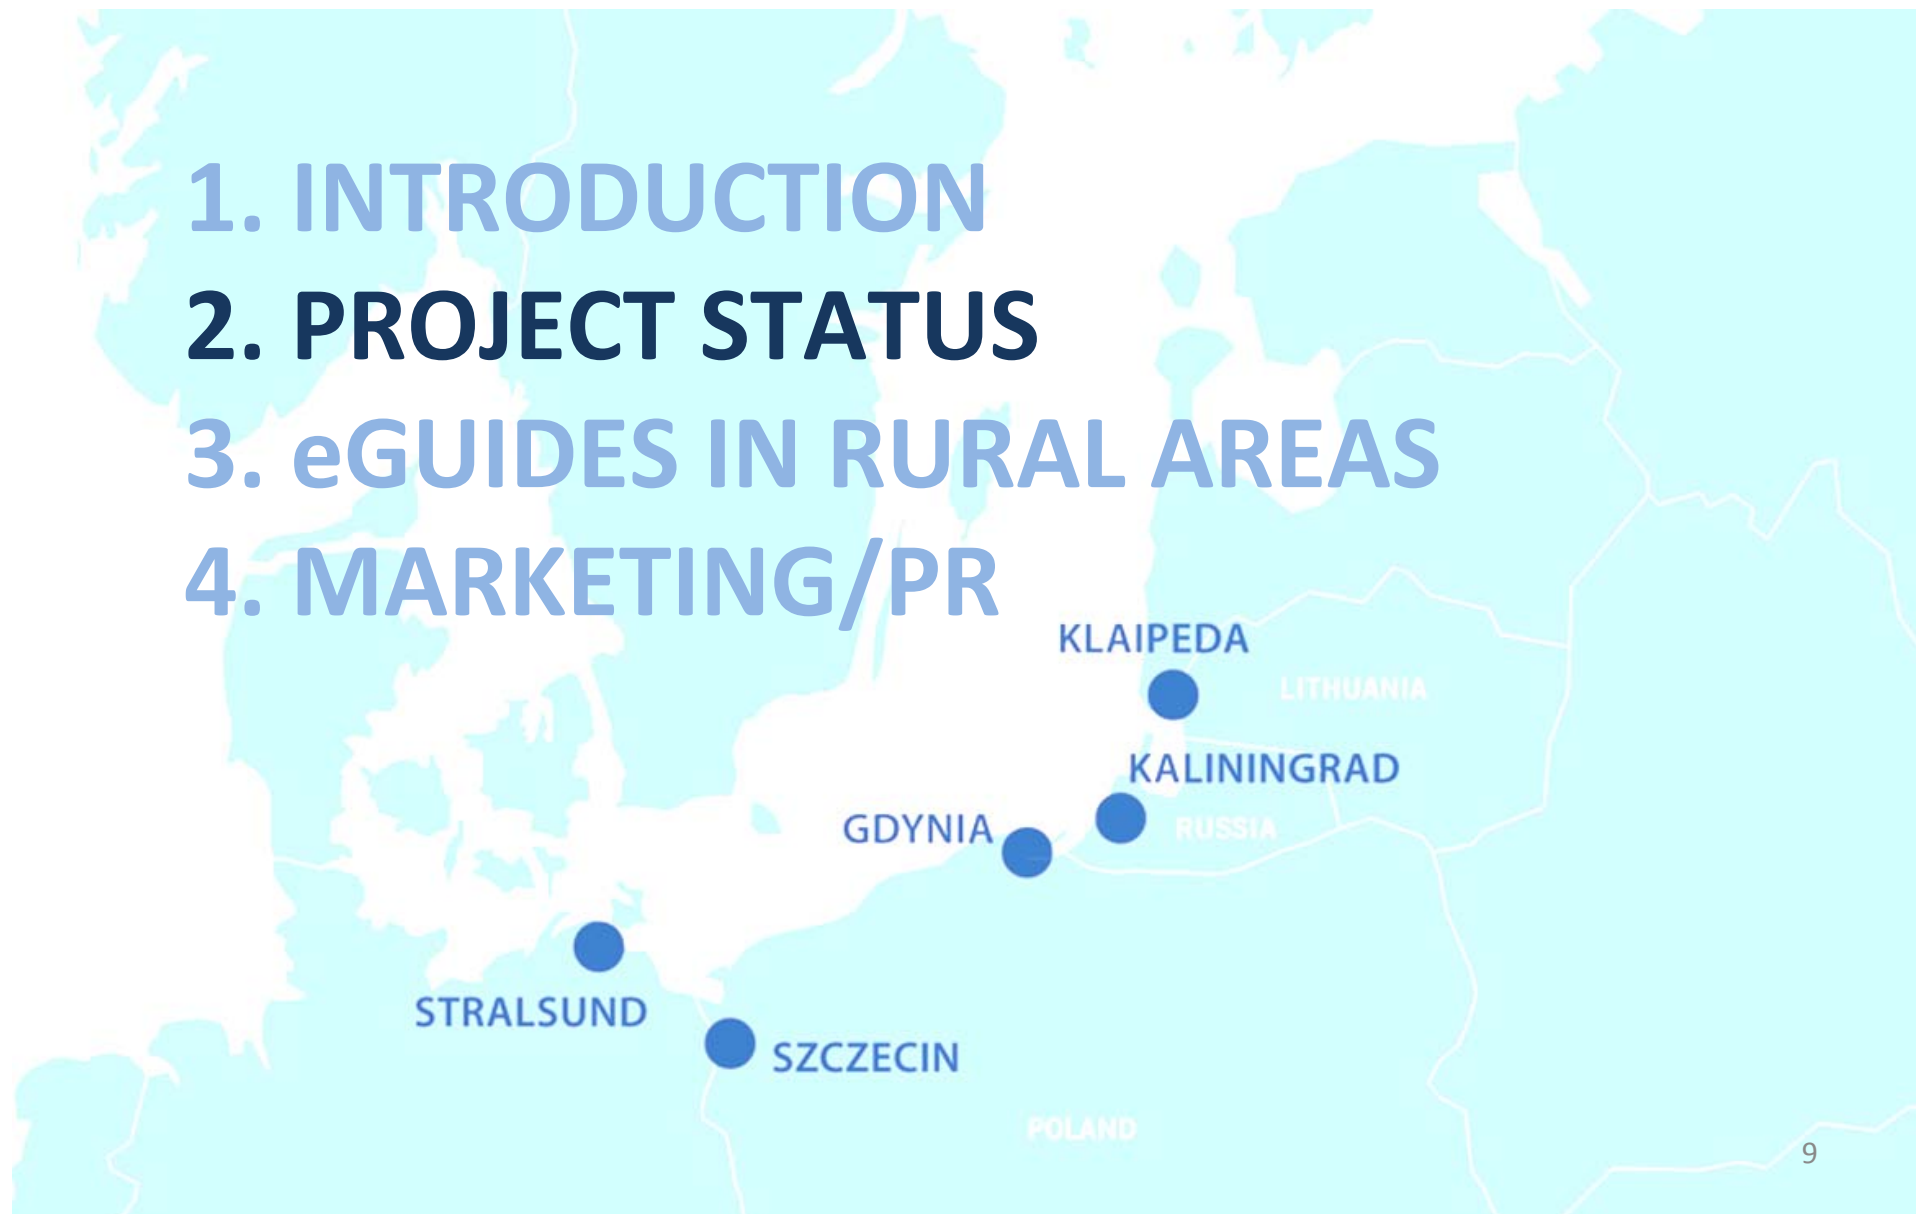 1. INTRODUCTION
2. PROJECT STATUS
3. eGUIDES IN RURAL AREAS
4. MARKETING/PR
KLAIPEDA
LITHUANIA
KALININGRAD
GDYNIA
RUSSIA
STRALSUND
SZCZECIN
POLAND
9